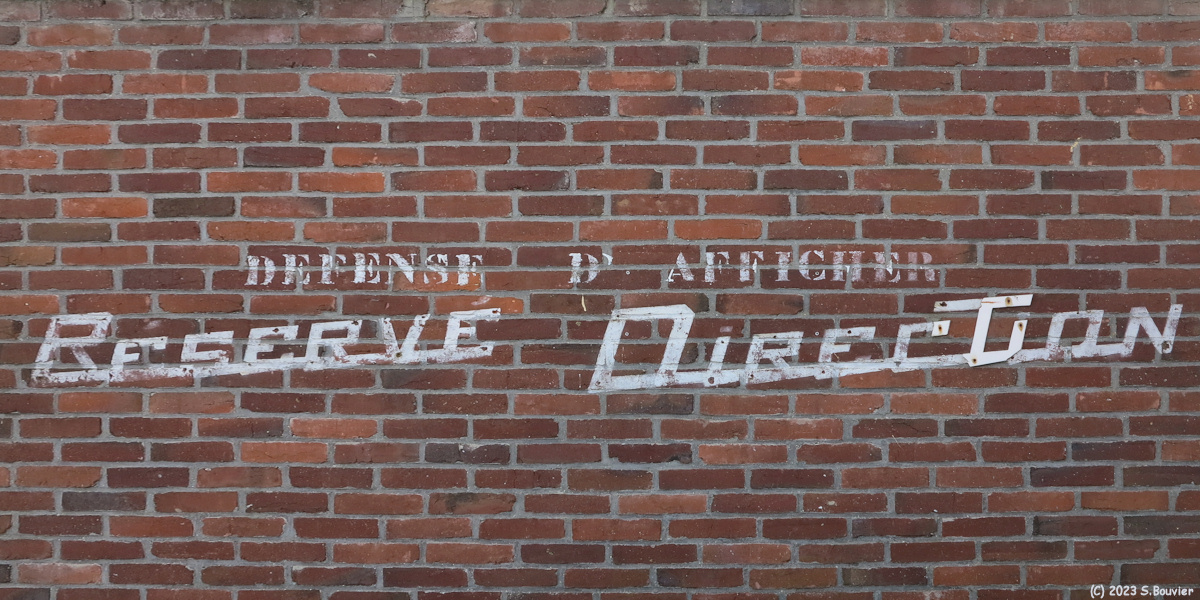 DEFENSE D'. AFFICHER
RESERVE DIRECTION
(C) 2023 S.Bouvier